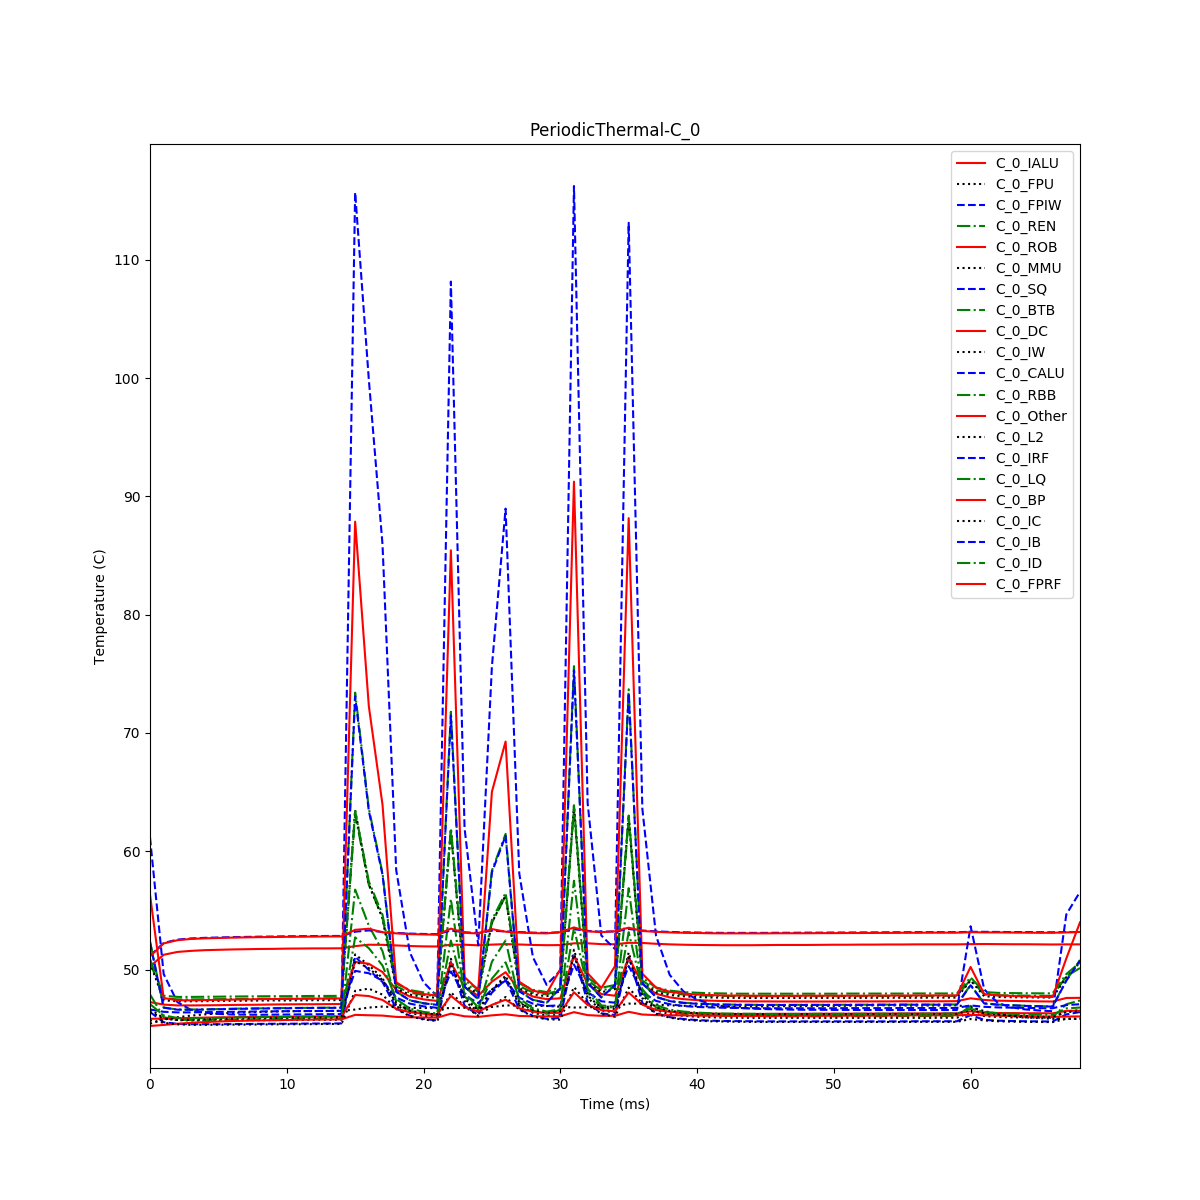 PeriodicThermal-C_0
C_0_IALU
C_0_FPU
C_0_FPIW
C_0_REN
C_0_ROB
C_0_MMU
C_0_SQ
C_0_BTB
C_0_DC
C_0_IW
C_0_CALU
C_0_RBB
C_0_Other
C_0_L2
C_0_IRF
C_0_LQ
C_0_BP
C_0_IC
C_0_IB
C_0_ID
C_0_FPRF
110
100
90
80
70
60
50
Temperature (C)
0 10 20 30 40 50 60
Time (ms)